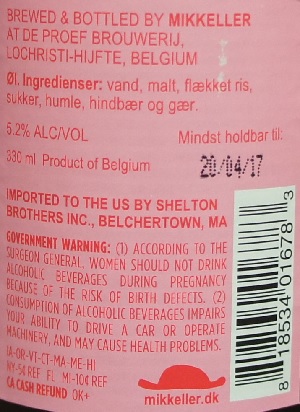 BREWED & BOTTLED BY MIKKELLER
AT DE PROEF BROUWERIJ,
LOCHRISTI-HIJFTE, BELGIUM
Øl. Ingredienser: vand, malt, flækket ris,
sukker, humle, hindbær og gær.
5.2% ALC/VOL
Mindst holdbar til:
330 ml Product of Belgium
20/04/17
IMPORTED TO THE US BY SHELTON
BROTHERS INC., BELCHERTOWN, MA
GOVERNMENT WARNING: (1) ACCORDING TO THE
SURGEON GENERAL, WOMEN SHOULD NOT DRINK
ALCOHOLIC BEVERAGES DURING PREGNANCY
BECAUSE OF THE RISK OF BIRTH DEFECTS. (2)
CONSUMPTION OF ALCOHOLIC BEVERAGES IMPAIRS
YOUR ABILITY TO DRIVE A CAR OR OPERATE
MACHINERY, AND MAY CAUSE HEALTH PROBLEMS.
IA-OR-VT-CT-MA-ME-HI
NY-5¢ REF FL MI-10¢ REF
CA CASH REFUND OK+
mikkeller.dk
8 18534 01678 3